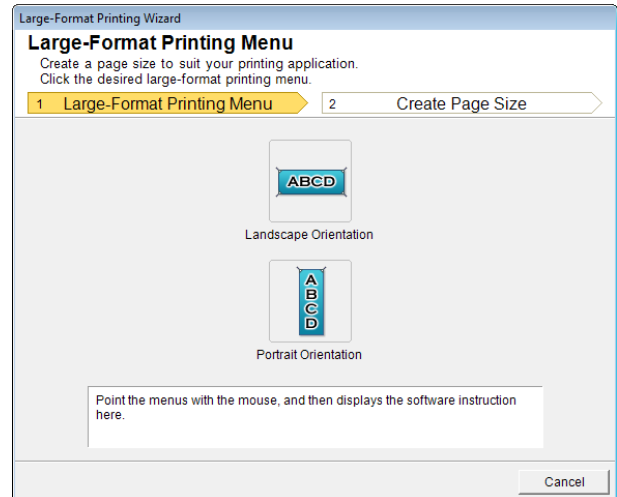 Large-Format Printing Wizard
Large-Format Printing Menu
Create a page size to suit your printing application.
Click the desired large-format printing menu.
1 Large-Format Printing Menu 2 Create Page Size
ABCD
Landscape Orientation
A
B
C
D
Portrait Orientation
Point the menus with the mouse, and then displays the software instruction
here.
Cancel